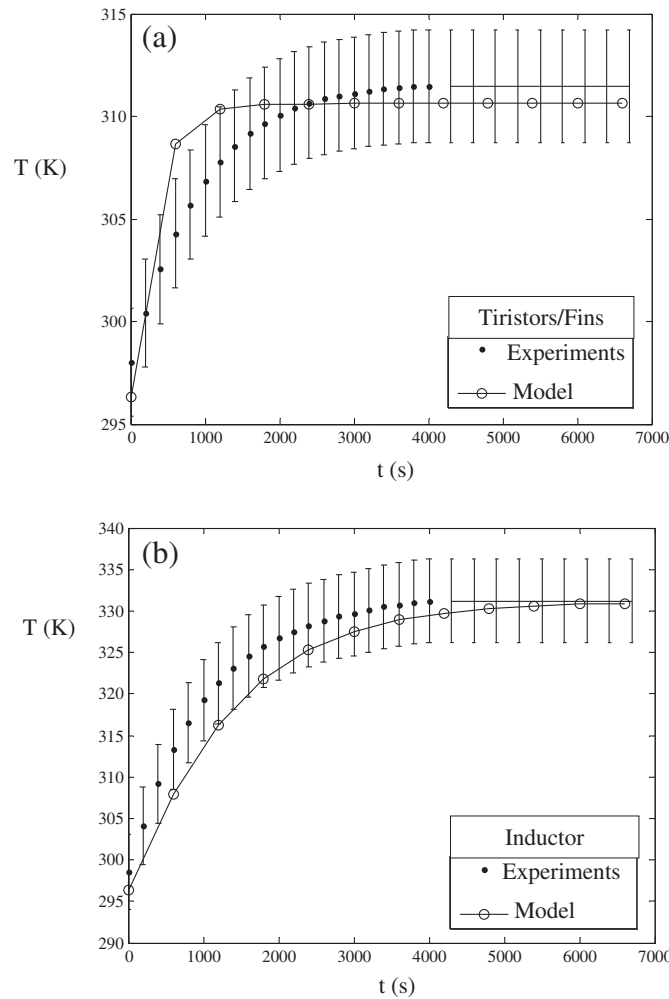 (a)
315
310
305
300
295
T (K)
0 1000 2000 3000 4000 5000 6000 7000
t (s)
Tiristors/Fins
Experiments
Model
(b)
340
335
330
325
320
315
310
305
300
295
290
T (K)
0 1000 2000 3000 4000 5000 6000 7000
t (s)
Inductor
Experiments
Model